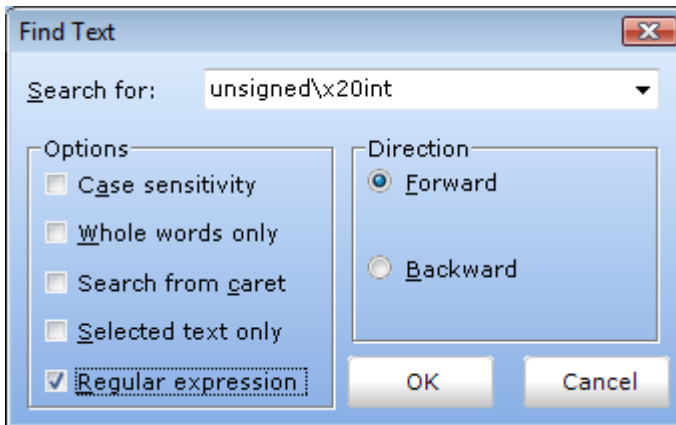 Find Text
Search for: unsigned\x20int
Options
Case sensitivity
Whole words only
Search from caret
Selected text only
Regular expression
Direction
Forward
Backward
OK Cancel